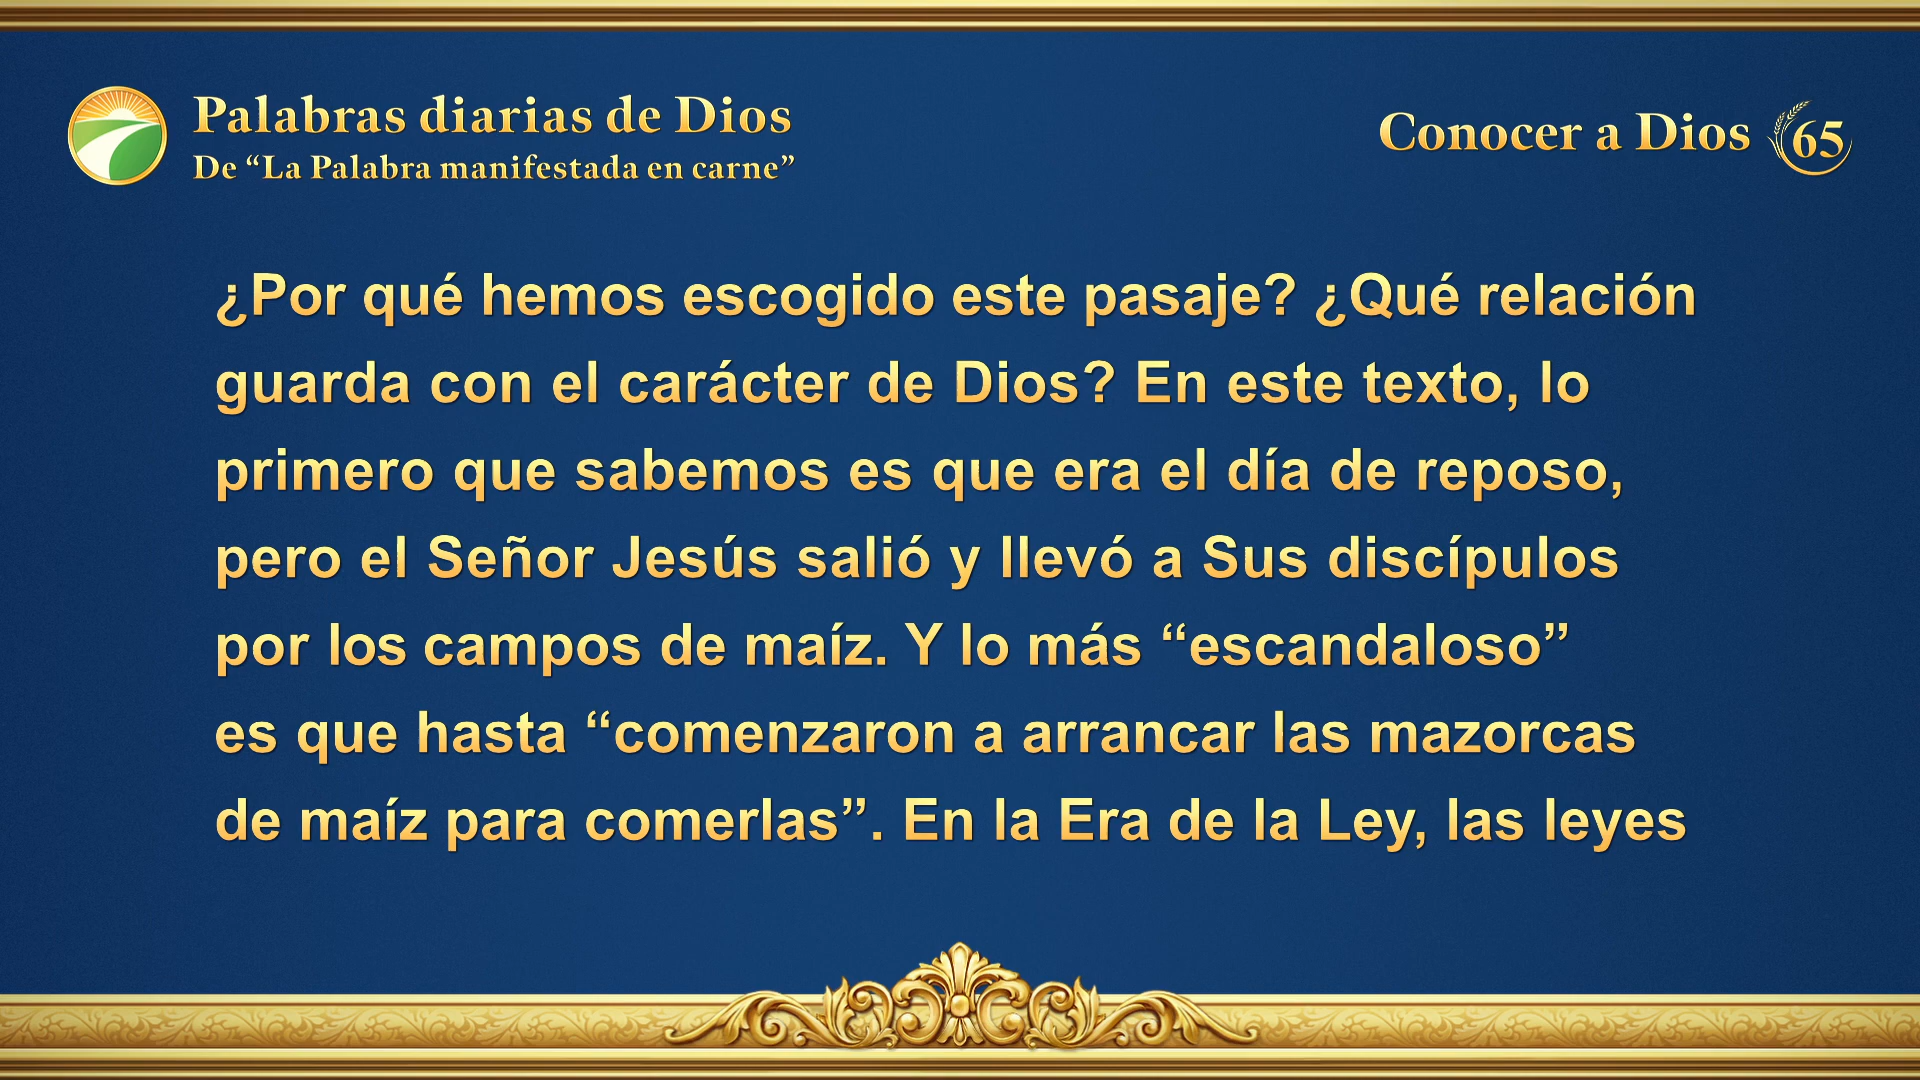 Palabras diarias de Dios
De “La Palabra manifestada en carne”
Conocer a Dios 65
¿Por qué hemos escogido este pasaje? ¿Qué relación
guarda con el carácter de Dios? En este texto, lo
primero que sabemos es que era el día de reposo,
pero el Señor Jesús salió y llevó a Sus discípulos
por los campos de maíz. Y lo más “escandaloso”
es que hasta “comenzaron a arrancar las mazorcas
de maíz para comerlas”. En la Era de la Ley, las leyes